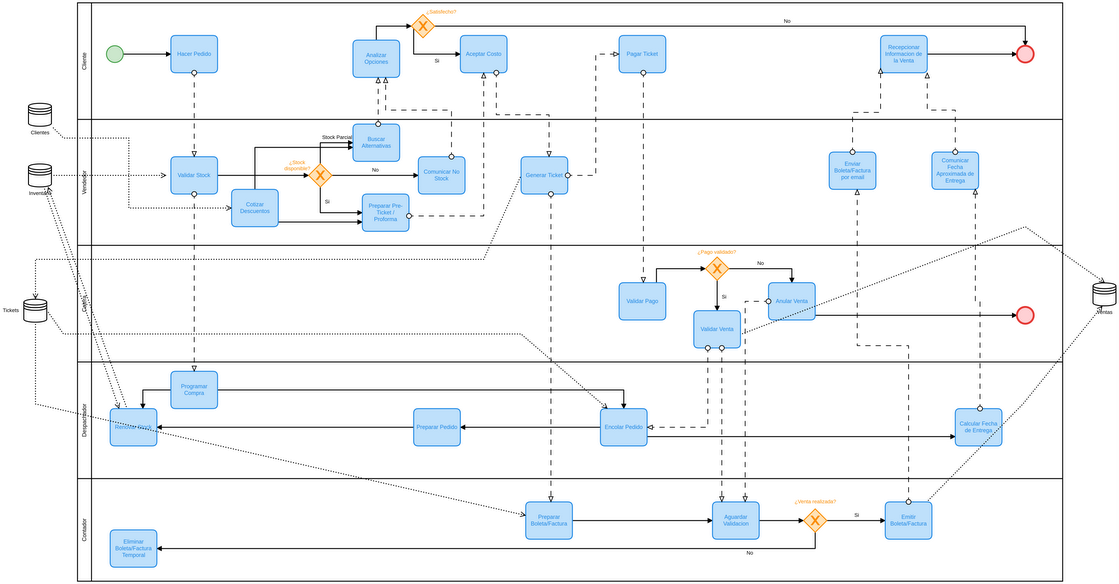 Cliente
Hacer Pedido
Analizar
Opciones
¿Satisfecho?
Si
No
Aceptar Costo
Pagar Ticket
Recepcionar
Informacion de
la Venta
Clientes
Inventario
Tickets
Ventas
Vendedor
Validar Stock
Cotizar
Descuentos
¿Stock
disponible?
Stock Parcial
No
Si
Buscar
Alternativas
Comunicar No
Stock
Preparar Pre-
Ticket /
Proforma
Generar Ticket
Enviar
Boleta/Factura
por email
Comunicar
Fecha
Aproximada de
Entrega
Validar Pago
¿Pago validado?
No
Si
Validar Venta
Anular Venta
Despachador
Programar
Compra
Renovar Stock
Preparar Pedido
Encolar Pedido
Calcular Fecha
de Entrega
Contador
Eliminar
Boleta/Factura
Temporal
Preparar
Boleta/Factura
Aguardar
Validacion
¿Venta realizada?
Si
No
Emitir
Boleta/Factura